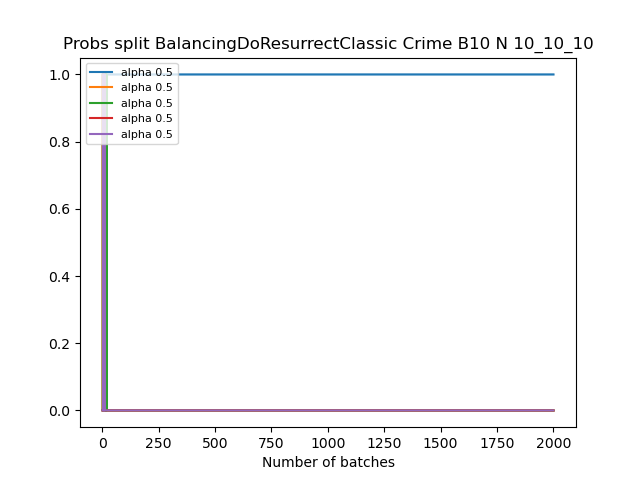 Probs split BalancingDoResurrectClassic Crime B10 N 10_10_10
1.0
0.8
0.6
0.4
0.2
0.0
alpha 0.5
alpha 0.5
alpha 0.5
alpha 0.5
alpha 0.5
0 250 500 750 1000 1250 1500 1750 2000
Number of batches